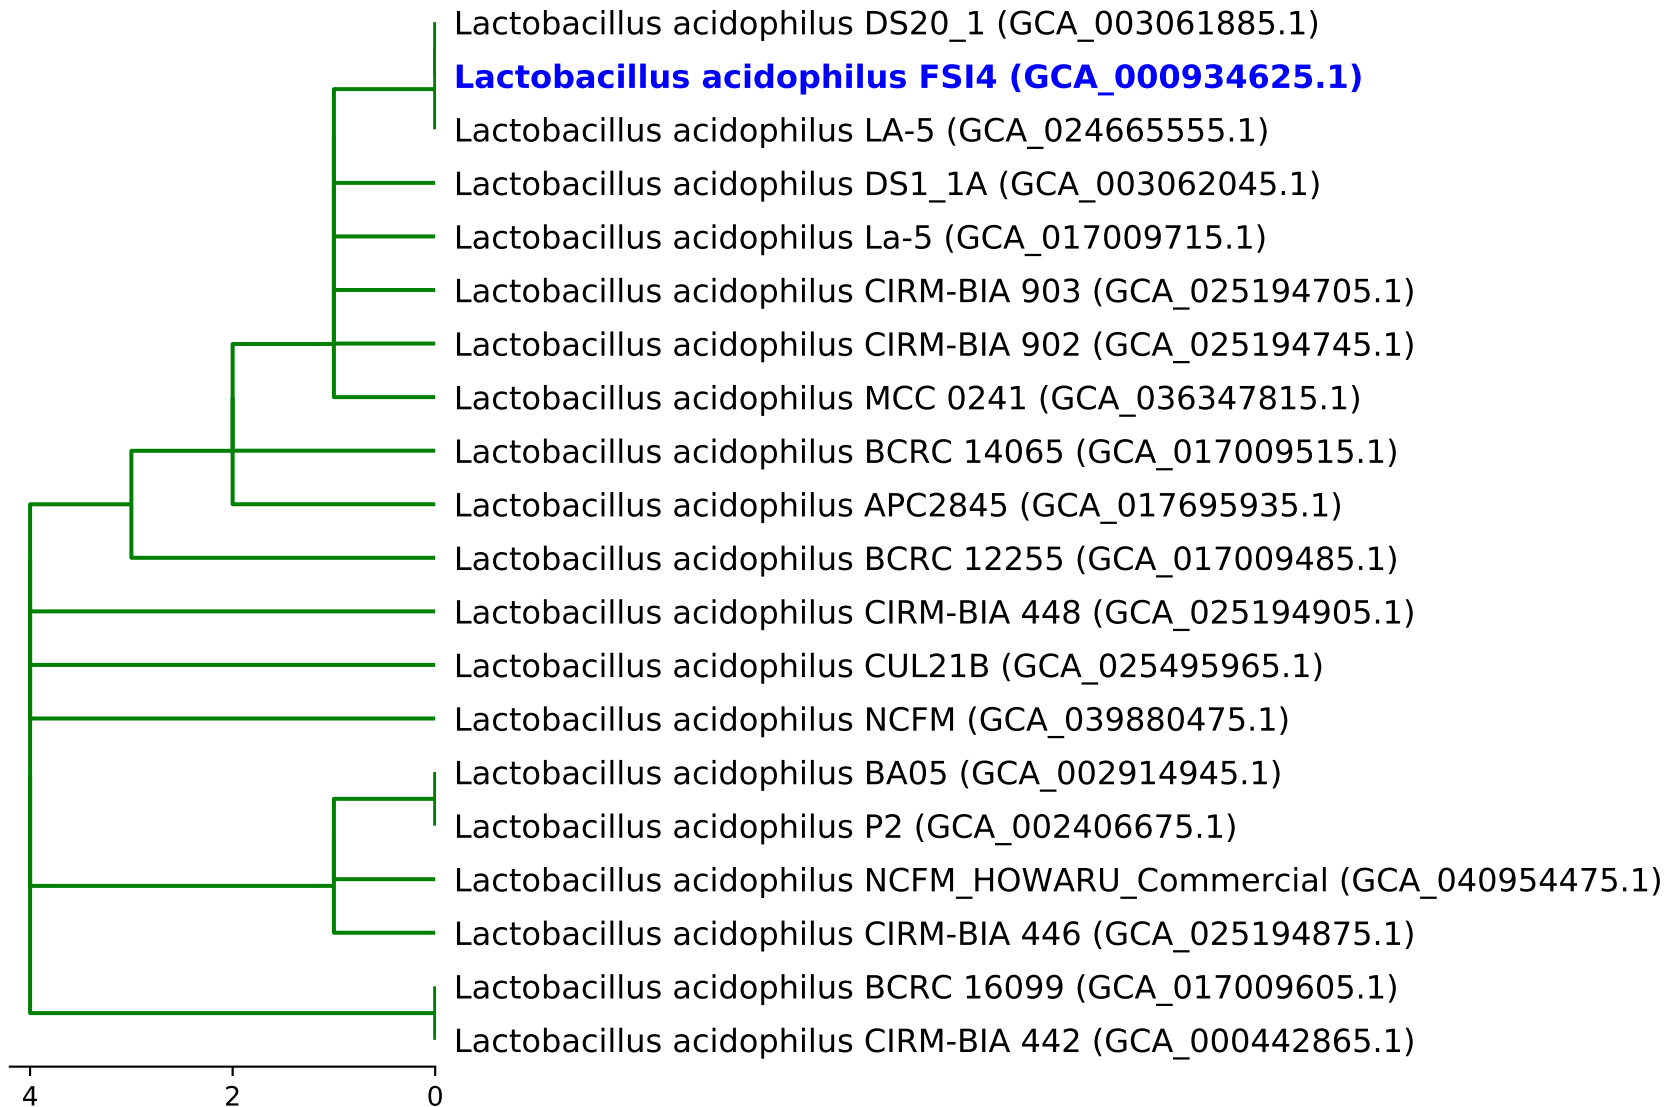 Lactobacillus acidophilus DS20_1 (GCA_003061885.1)
Lactobacillus acidophilus FSI4 (GCA_000934625.1)
Lactobacillus acidophilus LA-5 (GCA_024665555.1)
Lactobacillus acidophilus DS1_1A (GCA_003062045.1)
Lactobacillus acidophilus La-5 (GCA_017009715.1)
Lactobacillus acidophilus CIRM-BIA 903 (GCA_025194705.1)
Lactobacillus acidophilus CIRM-BIA 902 (GCA_025194745.1)
Lactobacillus acidophilus MCC 0241 (GCA_036347815.1)
Lactobacillus acidophilus BCRC 14065 (GCA_017009515.1)
Lactobacillus acidophilus APC2845 (GCA_017695935.1)
Lactobacillus acidophilus BCRC 12255 (GCA_017009485.1)
Lactobacillus acidophilus CIRM-BIA 448 (GCA_025194905.1)
Lactobacillus acidophilus CUL21B (GCA_025495965.1)
Lactobacillus acidophilus NCFM (GCA_039880475.1)
Lactobacillus acidophilus BA05 (GCA_002914945.1)
Lactobacillus acidophilus P2 (GCA_002406675.1)
Lactobacillus acidophilus NCFM_HOWARU_Commercial (GCA_040954475.1)
Lactobacillus acidophilus CIRM-BIA 446 (GCA_025194875.1)
Lactobacillus acidophilus BCRC 16099 (GCA_017009605.1)
Lactobacillus acidophilus CIRM-BIA 442 (GCA_000442865.1)
4 2 0